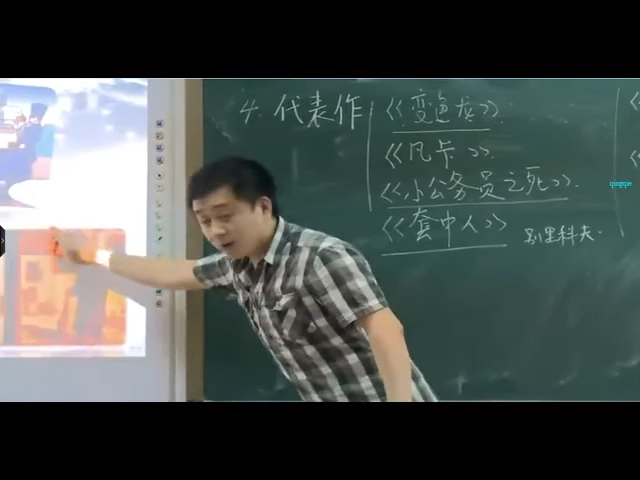 4. 代表作
《变色龙》
《凡卡》
《小公务员之死》
《套中人》 别里科夫
qingqie